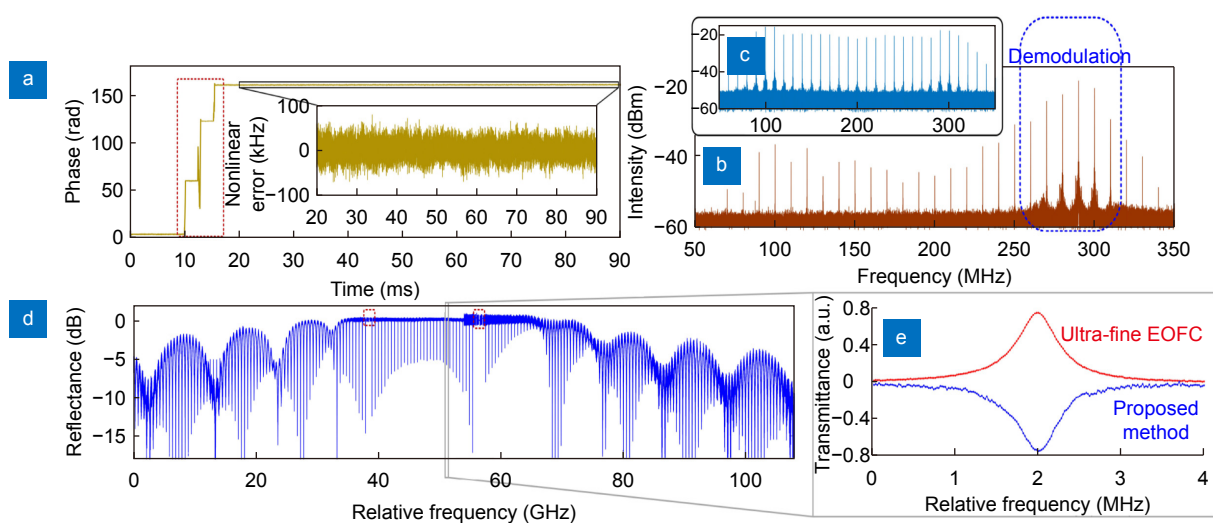 a
Phase (rad)
150
100
50
0
0 10 20 30 40 50 60 70 80 90
Time (ms)
Nonlinear
error (kHz)
100
0
−100
20 30 40 50 60 70 80 90
b
Intensity (dBm)
−20
−40
−60
50 100 150 200 250 300 350
Frequency (MHz)
Demodulation
c
−20
−40
−60
100 200 300
d
Reflectance (dB)
0
−5
−10
−15
0 20 40 60 80 100
Relative frequency (GHz)
e
Transmittance (a.u.)
0.8
0.4
0
−0.4
−0.8
0 1 2 3 4
Relative frequency (MHz)
Ultra-fine EOFC
Proposed
method